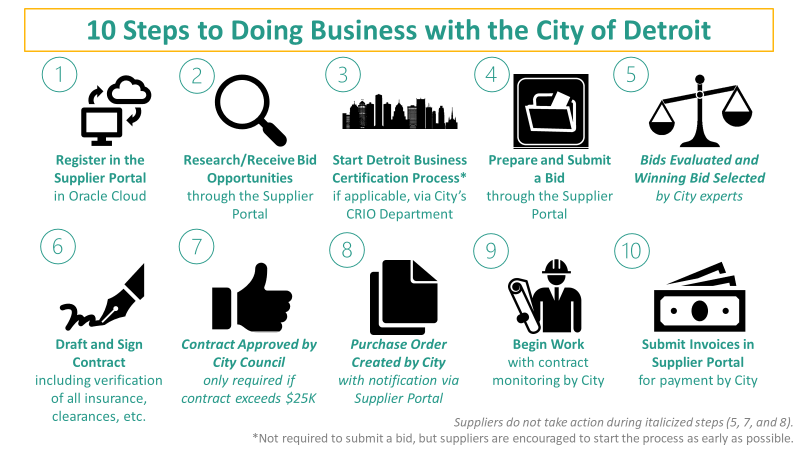 10 Steps to Doing Business with the City of Detroit
1
Register in the
Supplier Portal
in Oracle Cloud
2
Research/Receive Bid
Opportunities
through the Supplier
Portal
3
Start Detroit Business
Certification Process*
if applicable, via City's
CRIO Department
4
Prepare and Submit
a Bid
through the Supplier
Portal
5
Bids Evaluated and
Winning Bid Selected
by City experts
6
Draft and Sign
Contract
including verification
of all insurance,
clearances, etc.
7
Contract Approved by
City Council
only required if
contract exceeds $25K
8
Purchase Order
Created by City
with notification via
Supplier Portal
9
Begin Work
with contract
monitoring by City
10
Submit Invoices in
Supplier Portal
for payment by City
Suppliers do not take action during italicized steps (5, 7, and 8).
*Not required to submit a bid, but suppliers are encouraged to start the process as early as possible.